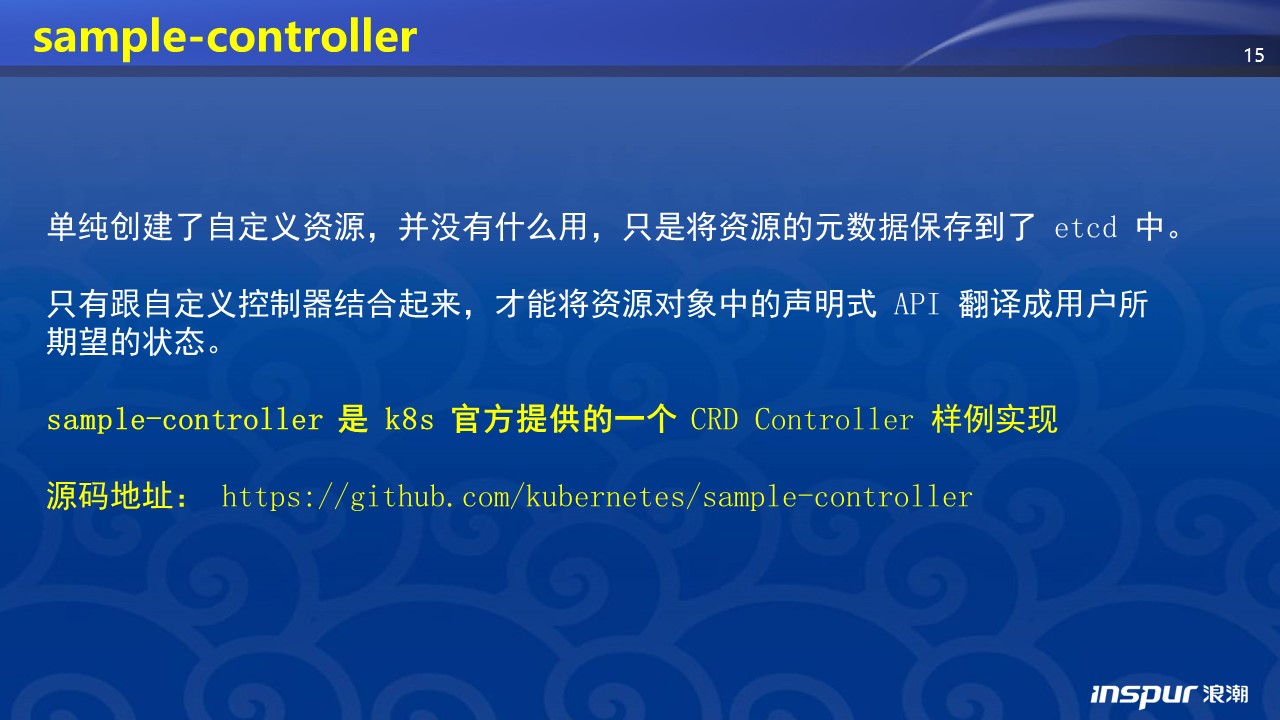 sample-controller
15
单纯创建了自定义资源，并没有什么用，只是将资源的元数据保存到了 etcd 中。
只有跟自定义控制器结合起来，才能将资源对象中的声明式 API 翻译成用户所
期望的状态。
sample-controller 是 k8s 官方提供的一个 CRD Controller 样例实现
源码地址： https://github.com/kubernetes/sample-controller
inspur 浪潮